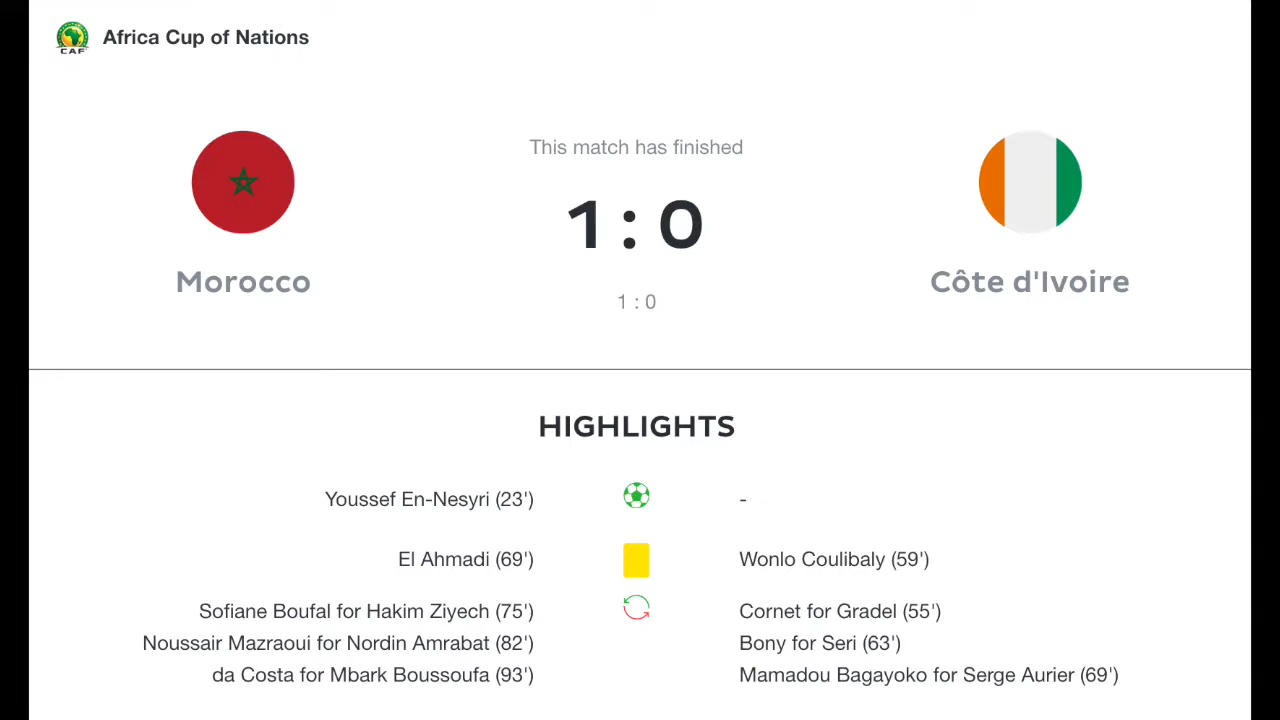 CAF
Africa Cup of Nations
This match has finished
1 : 0
Morocco
Côte d'Ivoire
1 : 0
HIGHLIGHTS
Youssef En-Nesyri (23') -
El Ahmadi (69') Wonlo Coulibaly (59')
Sofiane Boufal for Hakim Ziyech (75') Cornet for Gradel (55')
Noussair Mazraoui for Nordin Amrabat (82') Bony for Seri (63')
da Costa for Mbark Boussoufa (93') Mamadou Bagayoko for Serge Aurier (69')